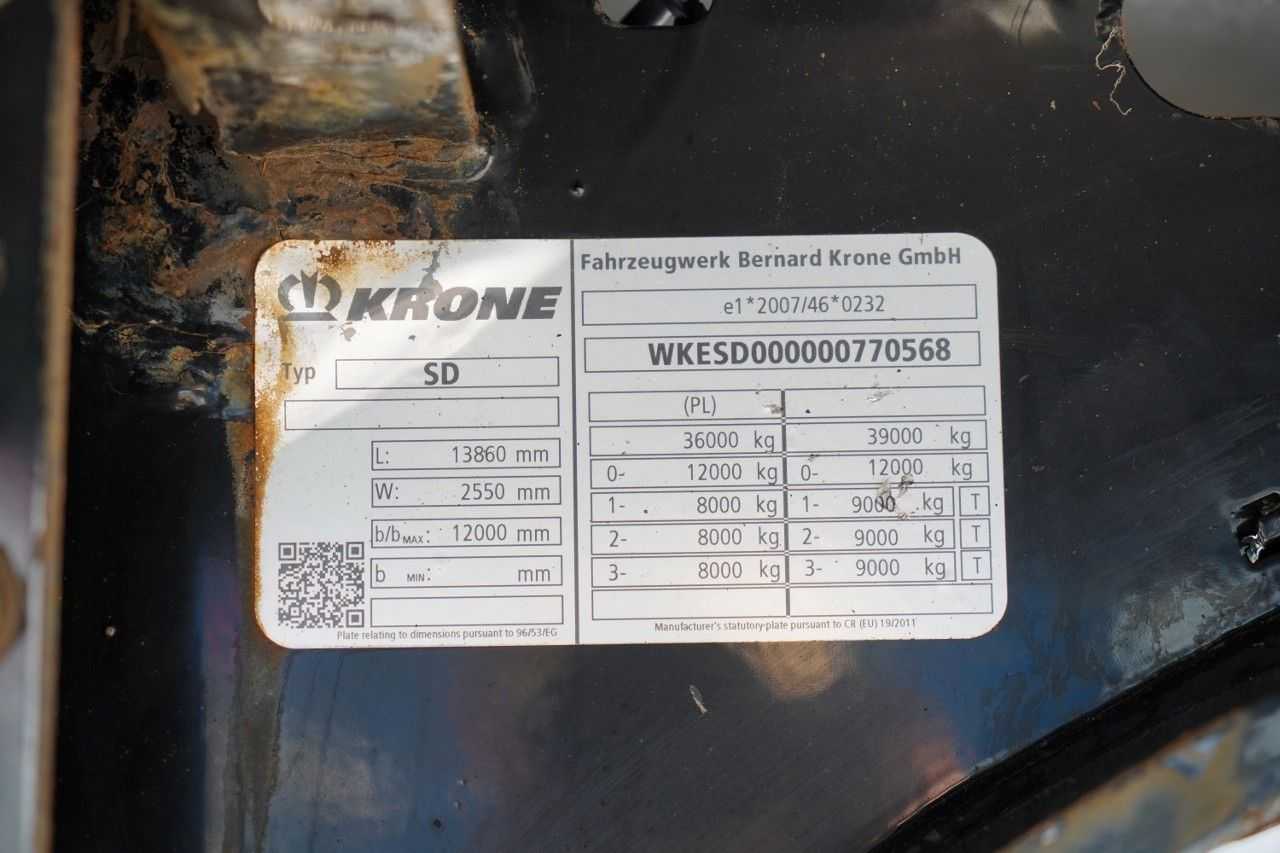 KRONE
Typ SD
L: 13860 mm
W: 2550 mm
b/bMAX: 12000 mm
b MIN: mm
Plate relating to dimensions pursuant to 96/53/EG
Fahrzeugwerk Bernard Krone GmbH
e1*2007/46*0232
WKESD000000770568
(PL)
36000 kg 39000 kg
0- 12000 kg 0- 12000 kg
1- 8000 kg 1- 9000 kg T
2- 8000 kg 2- 9000 kg T
3- 8000 kg 3- 9000 kg T
Manufacturer's statutory-plate pursuant to CR (EU) 19/2011